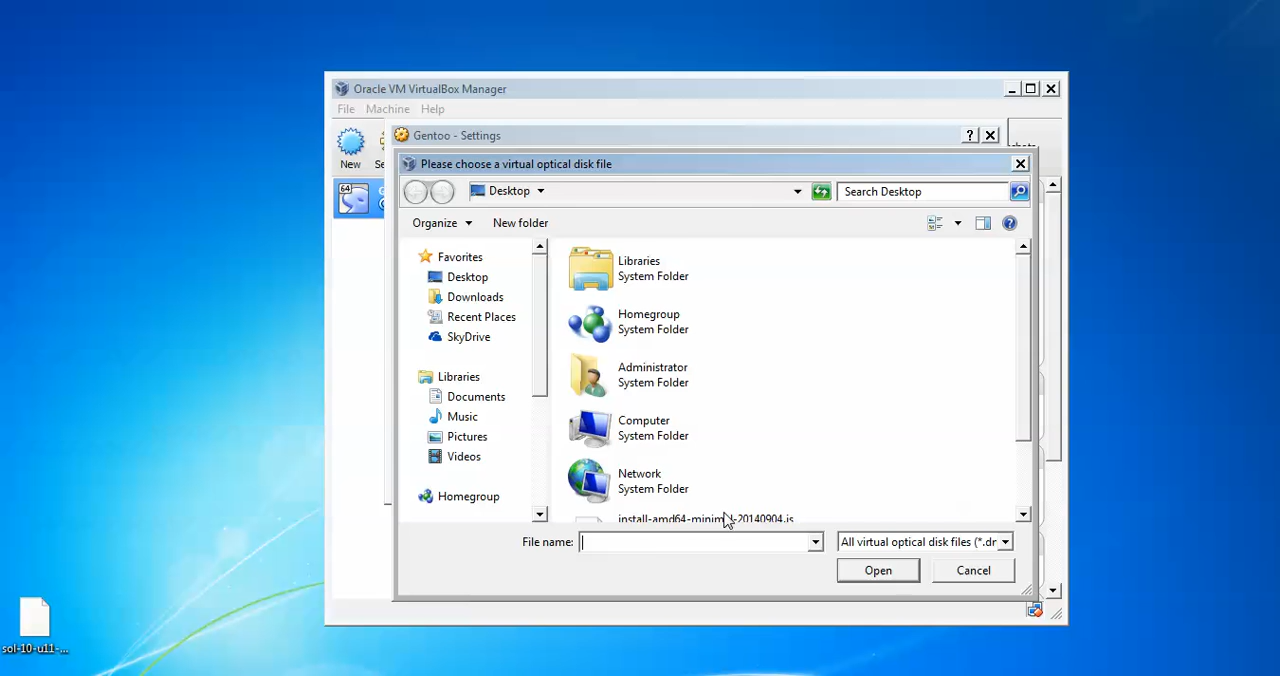 Oracle VM VirtualBox Manager
File Machine Help
Gentoo - Settings
New
64
Please choose a virtual optical disk file
Desktop
Search Desktop
Organize
New folder
Favorites
Desktop
Downloads
Recent Places
SkyDrive
Libraries
Documents
Music
Pictures
Videos
Homegroup
Libraries
System Folder
Homegroup
System Folder
Administrator
System Folder
Computer
System Folder
Network
System Folder
install-amd64-minimal-20140904.is
File name:
All virtual optical disk files (*.dr
Open
Cancel
sol-10-u11-...